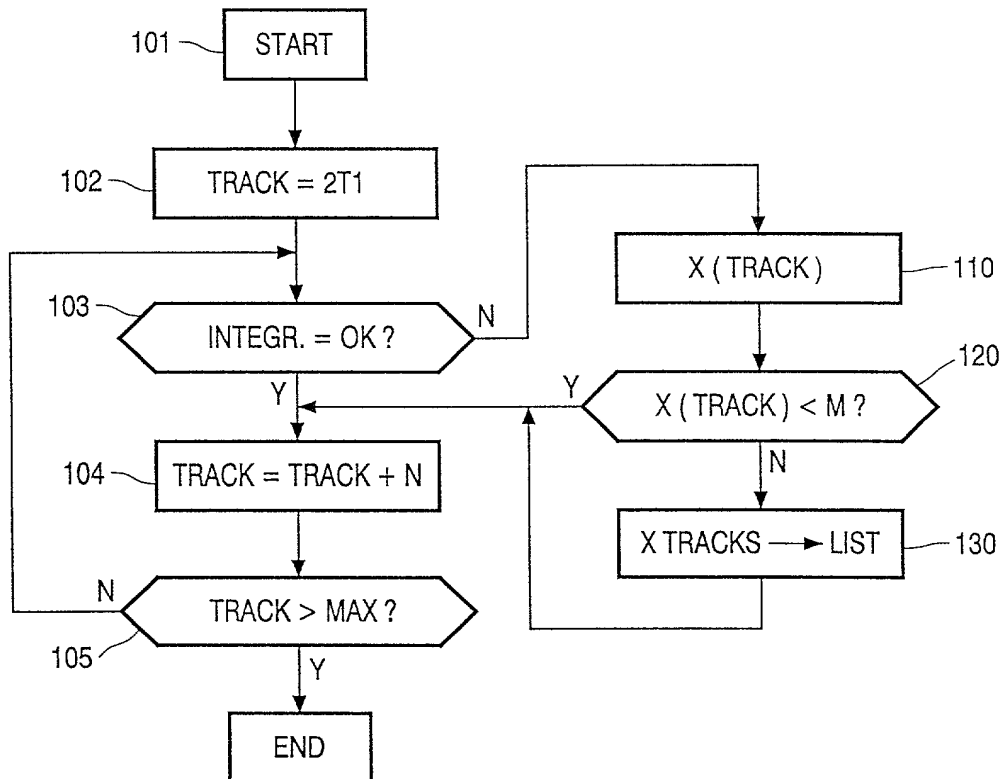 101
START
102
TRACK = 2T1
103
INTEGR. = OK ?
N
Y
X ( TRACK )
110
120
X ( TRACK ) < M ?
Y
N
104
TRACK = TRACK + N
X TRACKS → LIST
130
N
TRACK > MAX ?
105
Y
END